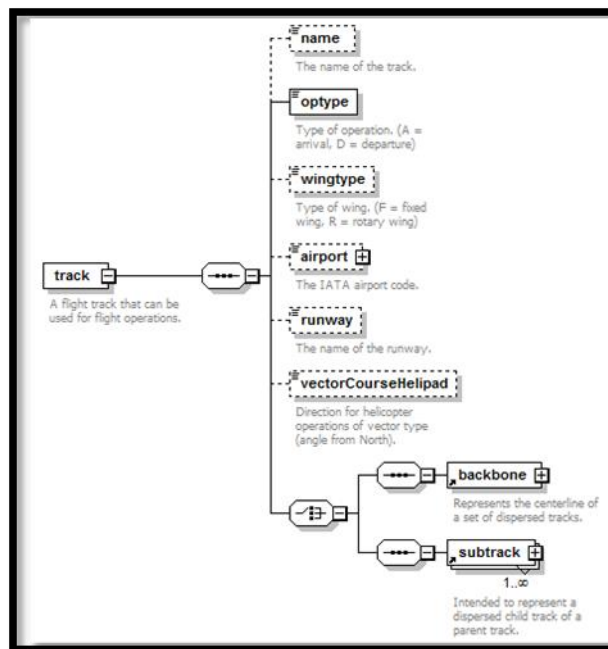 name
The name of the track.
optype
Type of operation. (A =
arrival, D = departure)
wingtype
Type of wing. (F = fixed
wing, R = rotary wing)
airport
The IATA airport code.
track
A flight track that can be
used for flight operations.
runway
The name of the runway.
vectorCourseHelipad
Direction for helicopter
operations of vector type
(angle from North).
backbone
Represents the centerline of
a set of dispersed tracks.
subtrack
1..∞
Intended to represent a
dispersed child track of a
parent track.